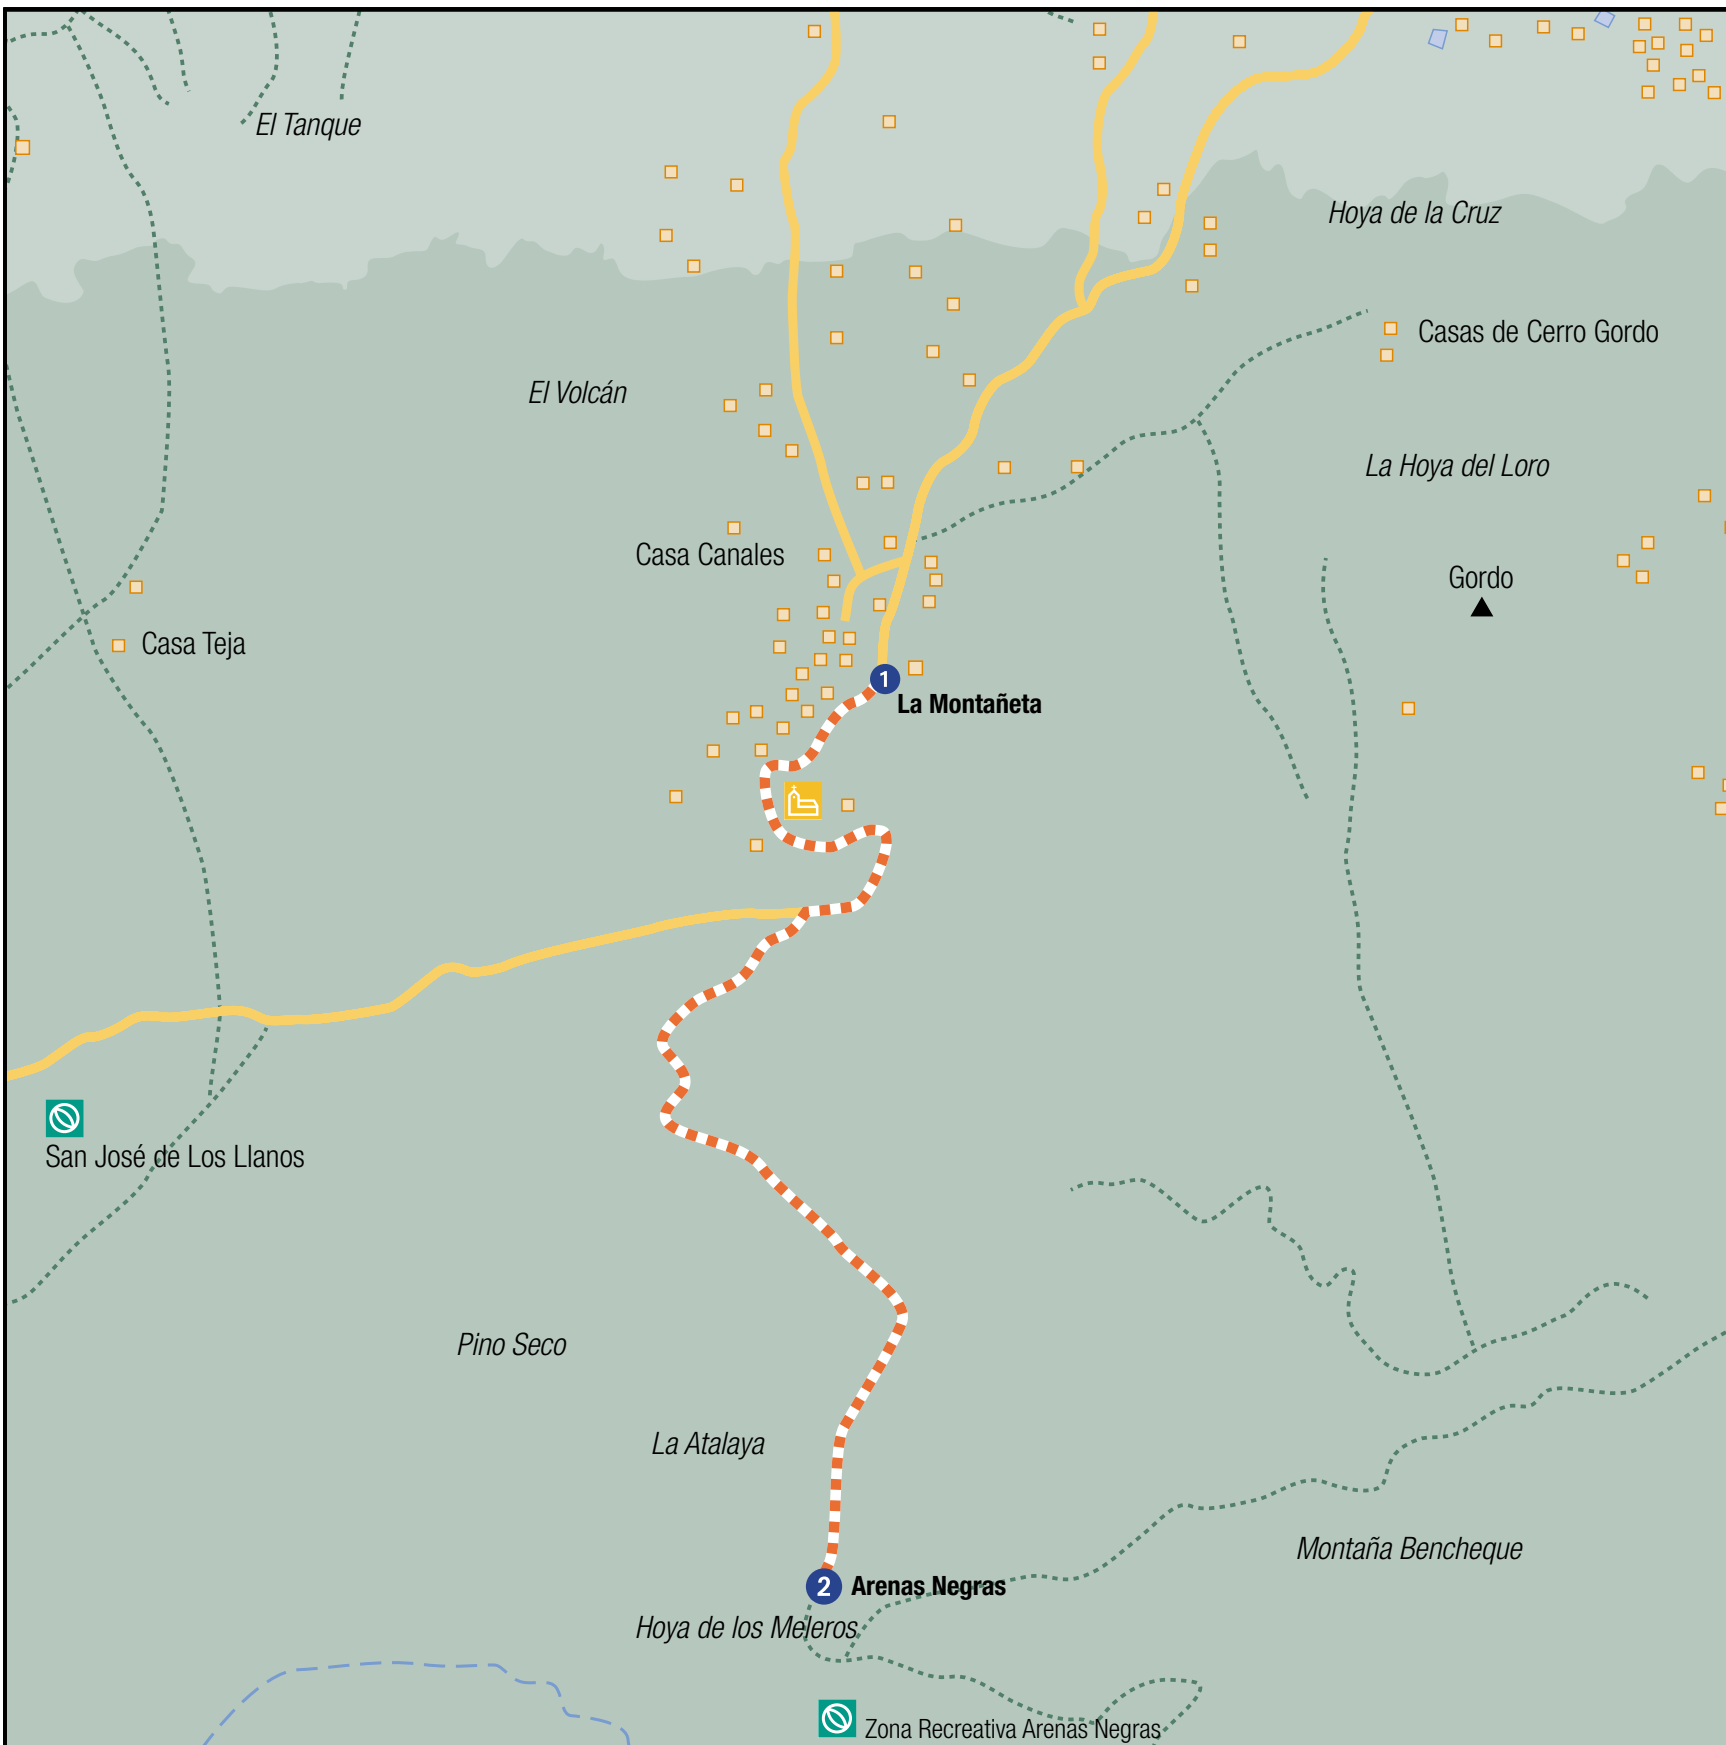 El Tanque
Hoya de la Cruz
Casas de Cerro Gordo
El Volcán
La Hoya del Loro
Casa Canales
Gordo
Casa Teja
1
La Montañeta
San José de Los Llanos
Pino Seco
La Atalaya
Montaña Bencheque
2 Arenas Negras
Hoya de los Meleros
Zona Recreativa Arenas Negras